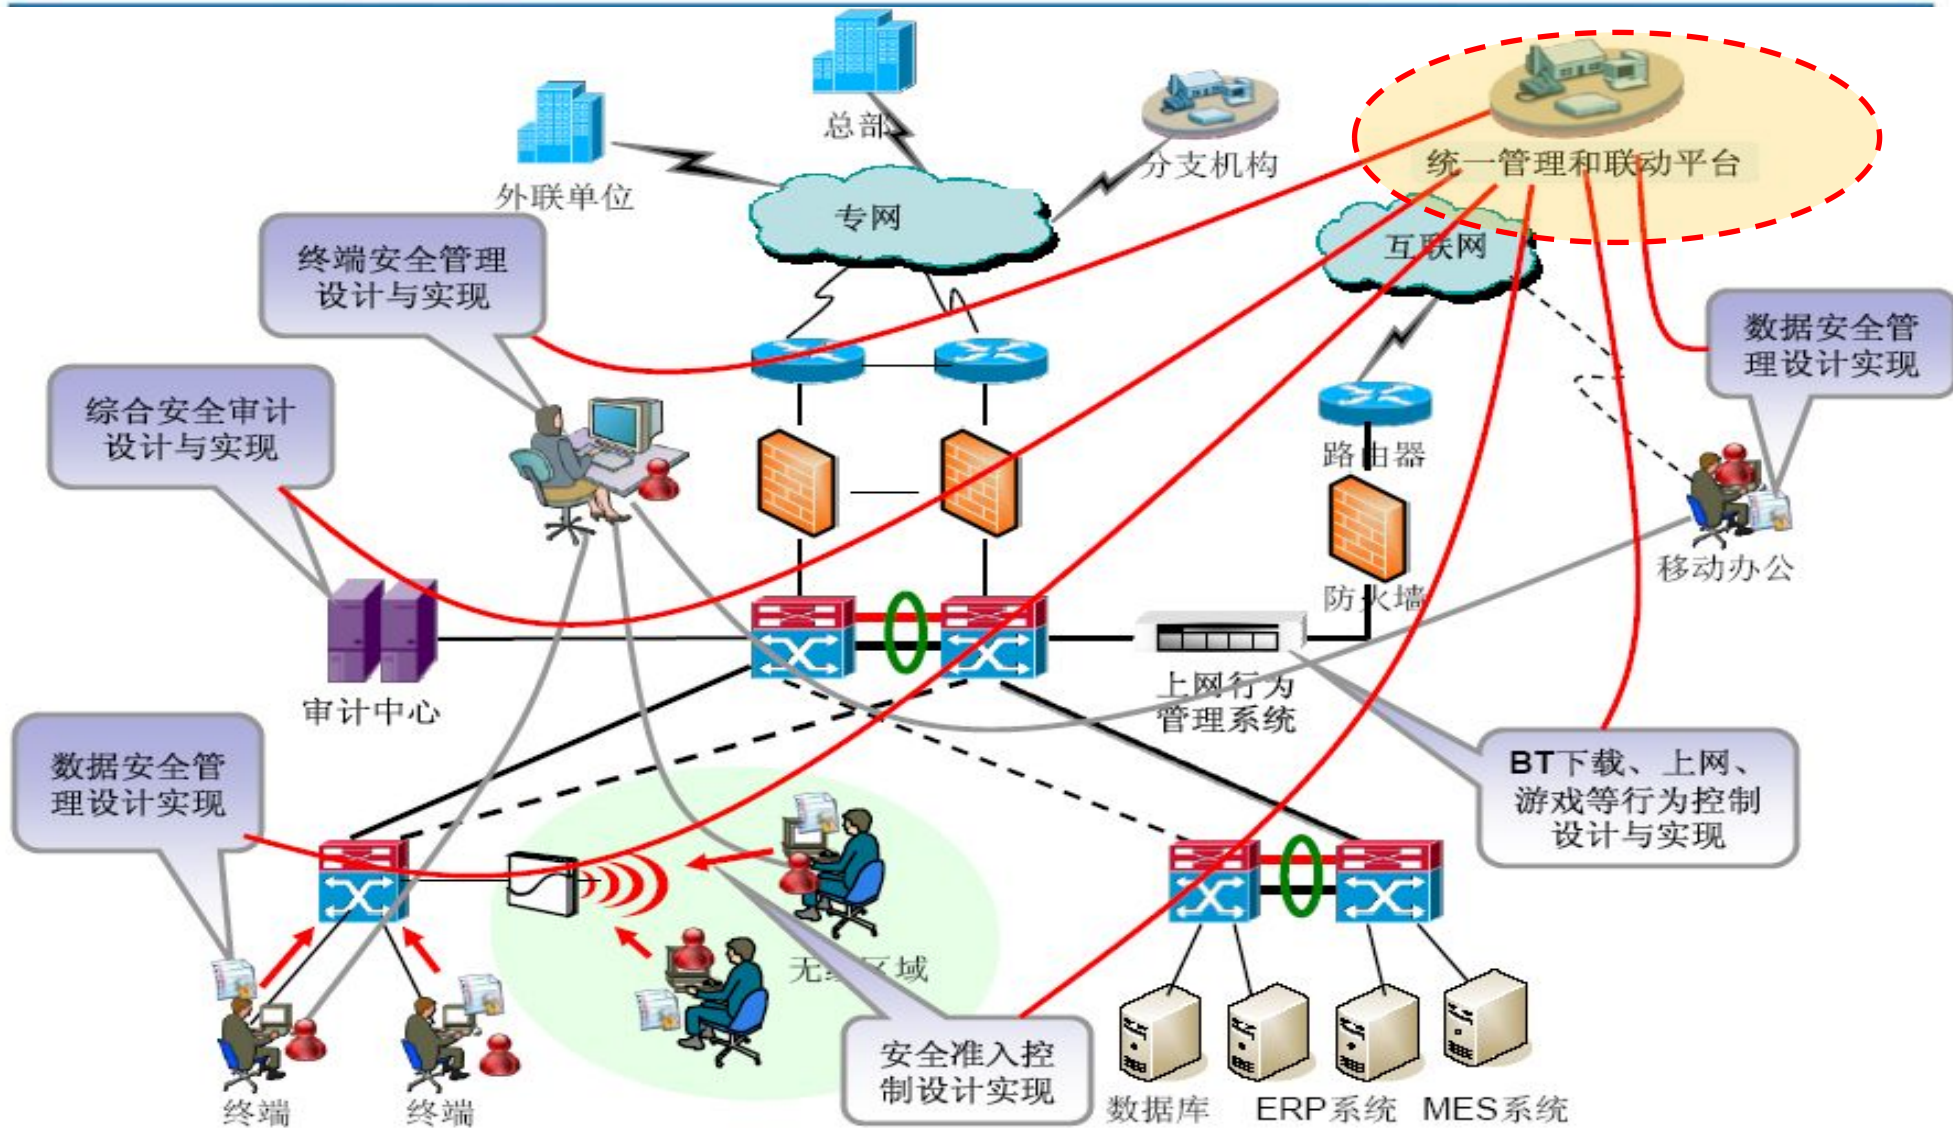 总部
外联单位
分支机构
统一管理和联动平台
专网
互联网
终端安全管理
设计与实现
数据安全管
理设计实现
综合安全审计
设计与实现
路由器
移动办公
防火墙
审计中心
上网行为
管理系统
数据安全管
理设计实现
BT下载、上网、
游戏等行为控制
设计与实现
无线区域
安全准入控
制设计实现
终端
终端
数据库
ERP系统
MES系统